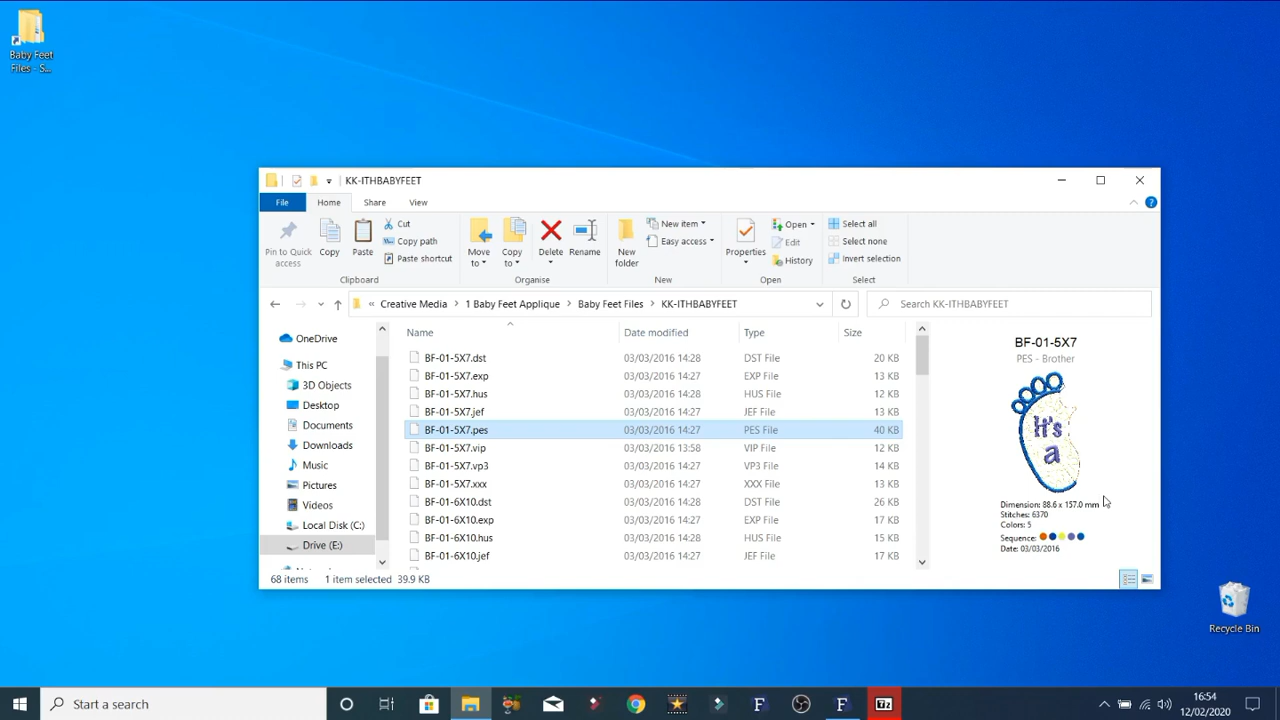 Baby Feet
Files - S...
KK-ITHBABYFEET
File
Home
Share
View
Pin to Quick
access
Copy
Paste
Cut
Copy path
Paste shortcut
Clipboard
Move
to
Copy
to
Delete
Rename
Organise
New
folder
New item
Easy access
New
Properties
Open
Edit
History
Open
Select all
Select none
Invert selection
Select
« Creative Media > 1 Baby Feet Applique > Baby Feet Files > KK-ITHBABYFEET
Search KK-ITHBABYFEET
OneDrive
This PC
3D Objects
Desktop
Documents
Downloads
Music
Pictures
Videos
Local Disk (C:)
Drive (E:)
Name Date modified Type Size
BF-01-5X7.dst 03/03/2016 14:28 DST File 20 KB
BF-01-5X7.exp 03/03/2016 14:27 EXP File 13 KB
BF-01-5X7.hus 03/03/2016 14:28 HUS File 12 KB
BF-01-5X7.jef 03/03/2016 14:27 JEF File 13 KB
BF-01-5X7.pes 03/03/2016 14:27 PES File 40 KB
BF-01-5X7.vip 03/03/2016 13:58 VIP File 12 KB
BF-01-5X7.vp3 03/03/2016 14:27 VP3 File 14 KB
BF-01-5X7.xxx 03/03/2016 14:27 XXX File 13 KB
BF-01-6X10.dst 03/03/2016 14:28 DST File 26 KB
BF-01-6X10.exp 03/03/2016 14:27 EXP File 17 KB
BF-01-6X10.hus 03/03/2016 14:28 HUS File 15 KB
BF-01-6X10.jef 03/03/2016 14:27 JEF File 17 KB
BF-01-5X7
PES - Brother
It's
a
Dimension: 88.6 x 157.0 mm
Stitches: 6370
Colors: 5
Sequence:
Date: 03/03/2016
68 items 1 item selected 39.9 KB
Recycle Bin
Start a search
16:54
12/02/2020